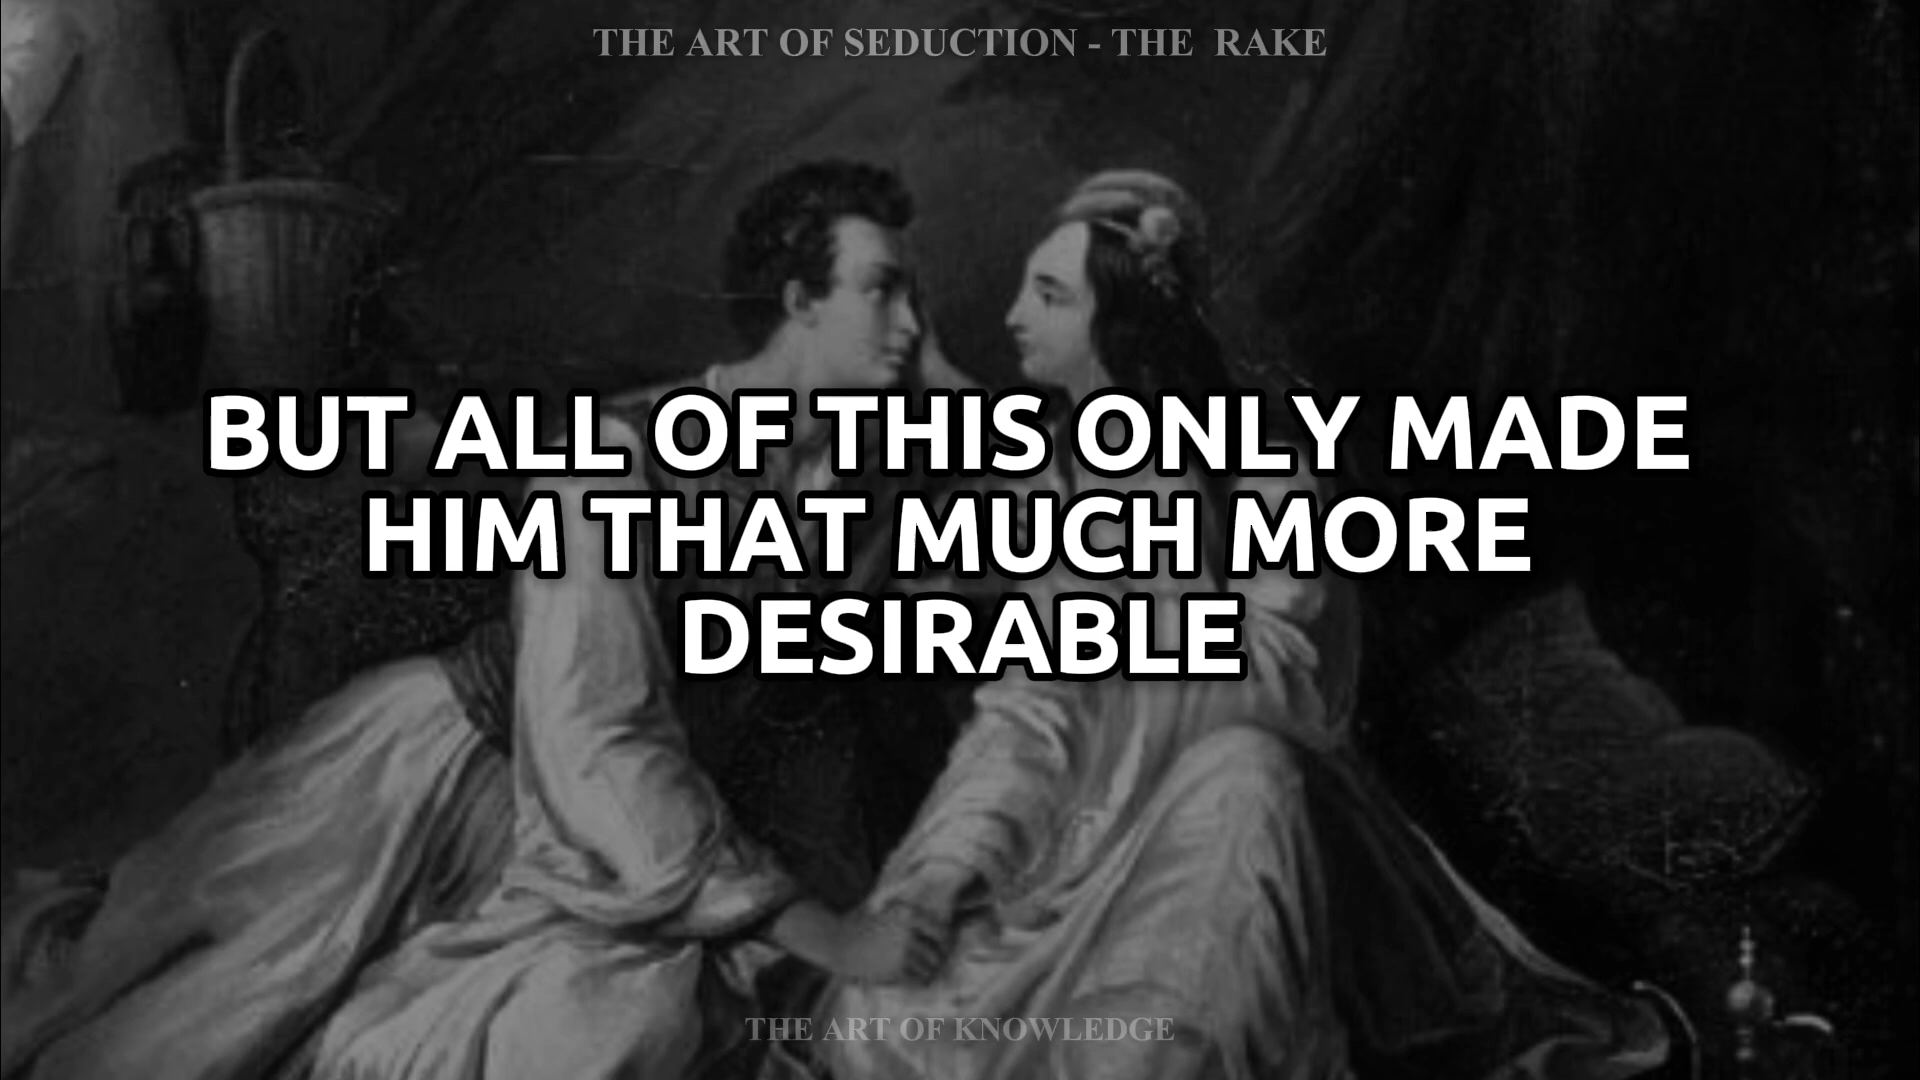 THE ART OF SEDUCTION - THE RAKE
BUT ALL OF THIS ONLY MADE
HIM THAT MUCH MORE
DESIRABLE
THE ART OF KNOWLEDGE